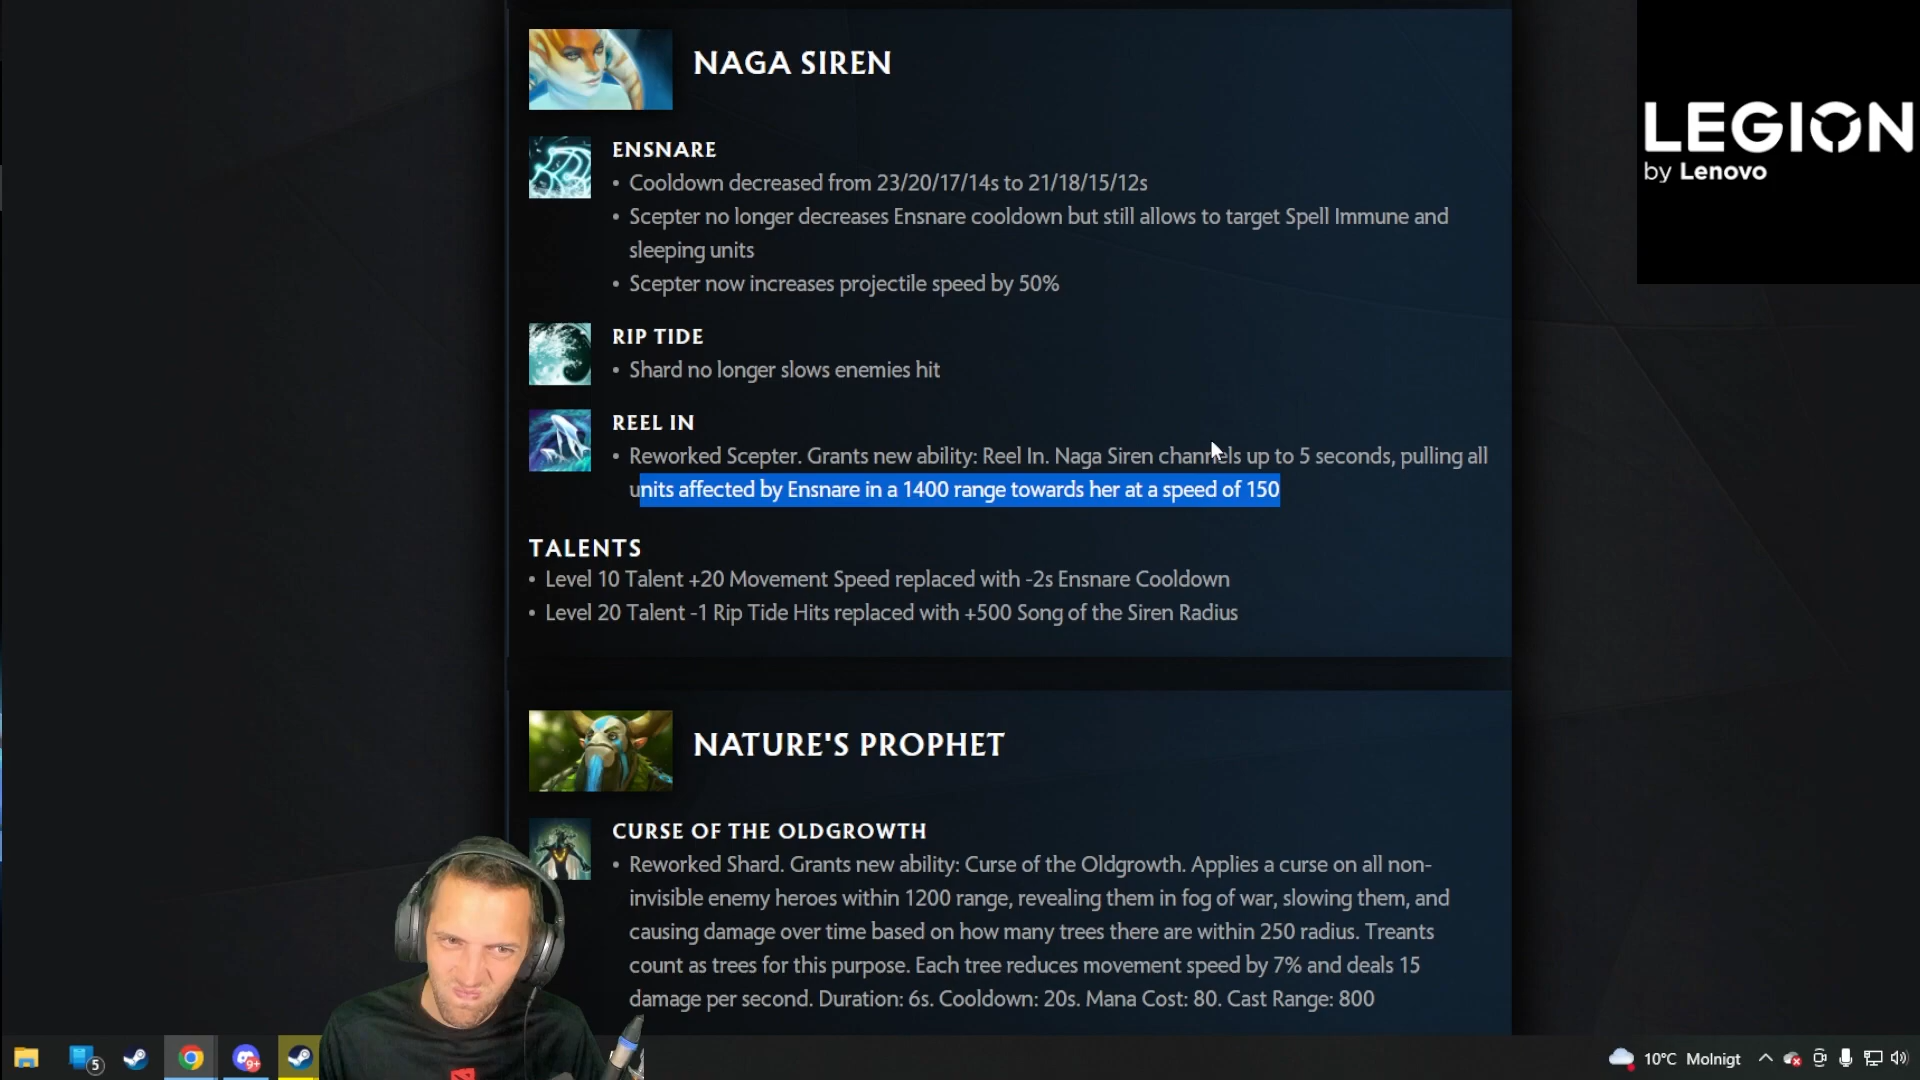 NAGA SIREN
LEGION
by Lenovo
ENSNARE
• Cooldown decreased from 23/20/17/14s to 21/18/15/12s
• Scepter no longer decreases Ensnare cooldown but still allows to target Spell Immune and
sleeping units
• Scepter now increases projectile speed by 50%
RIP TIDE
• Shard no longer slows enemies hit
REEL IN
• Reworked Scepter. Grants new ability: Reel In. Naga Siren channels up to 5 seconds, pulling all
units affected by Ensnare in a 1400 range towards her at a speed of 150
TALENTS
• Level 10 Talent +20 Movement Speed replaced with -2s Ensnare Cooldown
• Level 20 Talent -1 Rip Tide Hits replaced with +500 Song of the Siren Radius
NATURE'S PROPHET
CURSE OF THE OLDGROWTH
• Reworked Shard. Grants new ability: Curse of the Oldgrowth. Applies a curse on all non-
invisible enemy heroes within 1200 range, revealing them in fog of war, slowing them, and
causing damage over time based on how many trees there are within 250 radius. Treants
count as trees for this purpose. Each tree reduces movement speed by 7% and deals 15
damage per second. Duration: 6s. Cooldown: 20s. Mana Cost: 80. Cast Range: 800
5
9+
10°C Molnigt